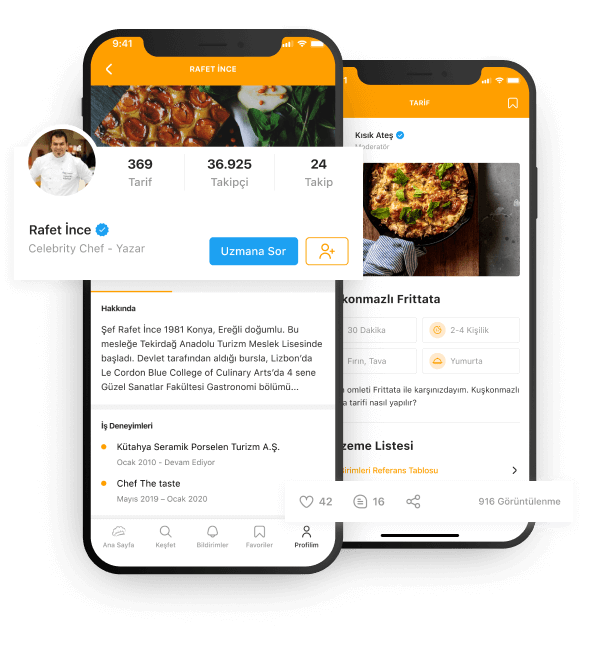 9:41
RAFET İNCE
369
Tarif
36.925
Takipçi
24
Takip
Rafet İnce
Celebrity Chef - Yazar
Uzmana Sor
Hakkında
Şef Rafet İnce 1981 Konya, Ereğli doğumlu. Bu
mesleğe Tekirdağ Anadolu Turizm Meslek Lisesinde
başladı. Devlet tarafından aldığı bursla, Lizbon’da
Le Cordon Blue College of Culinary Arts’da 4 sene
Güzel Sanatlar Fakültesi Gastronomi bölümü...
İş Deneyimleri
Kütahya Seramik Porselen Turizm A.Ş.
Ocak 2010 - Devam Ediyor
Chef The taste
Mayıs 2019 – Ocak 2020
Ana Sayfa
Keşfet
Bildirimler
Favoriler
Profilim
TARİF
Kısık Ateş
Moderatör
konmazlı Frittata
30 Dakika
2-4 Kişilik
Fırın, Tava
Yumurta
omleti Frittata ile karşınızdayım. Kuşkonmazlı
a tarifi nasıl yapılır?
zeme Listesi
Birimleri Referans Tablosu
42
16
916 Görüntülenme